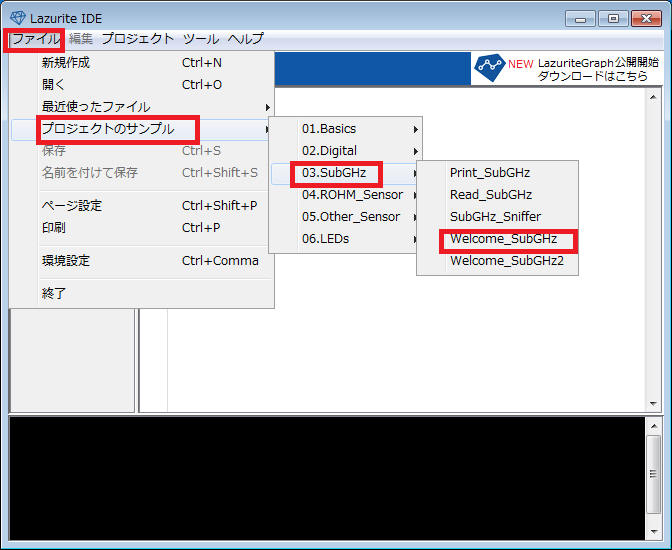 Lazurite IDE
ファイル 編集 プロジェクト ツール ヘルプ
NEW LazuriteGraph公開開始
ダウンロードはこちら
新規作成 Ctrl+N
開く Ctrl+O
最近使ったファイル
プロジェクトのサンプル
保存 Ctrl+S
名前を付けて保存 Ctrl+Shift+S
ページ設定 Ctrl+Shift+P
印刷 Ctrl+P
環境設定 Ctrl+Comma
終了
01.Basics
02.Digital
03.SubGHz
04.ROHM_Sensor
05.Other_Sensor
06.LEDs
Print_SubGHz
Read_SubGHz
SubGHz_Sniffer
Welcome_SubGHz
Welcome_SubGHz2